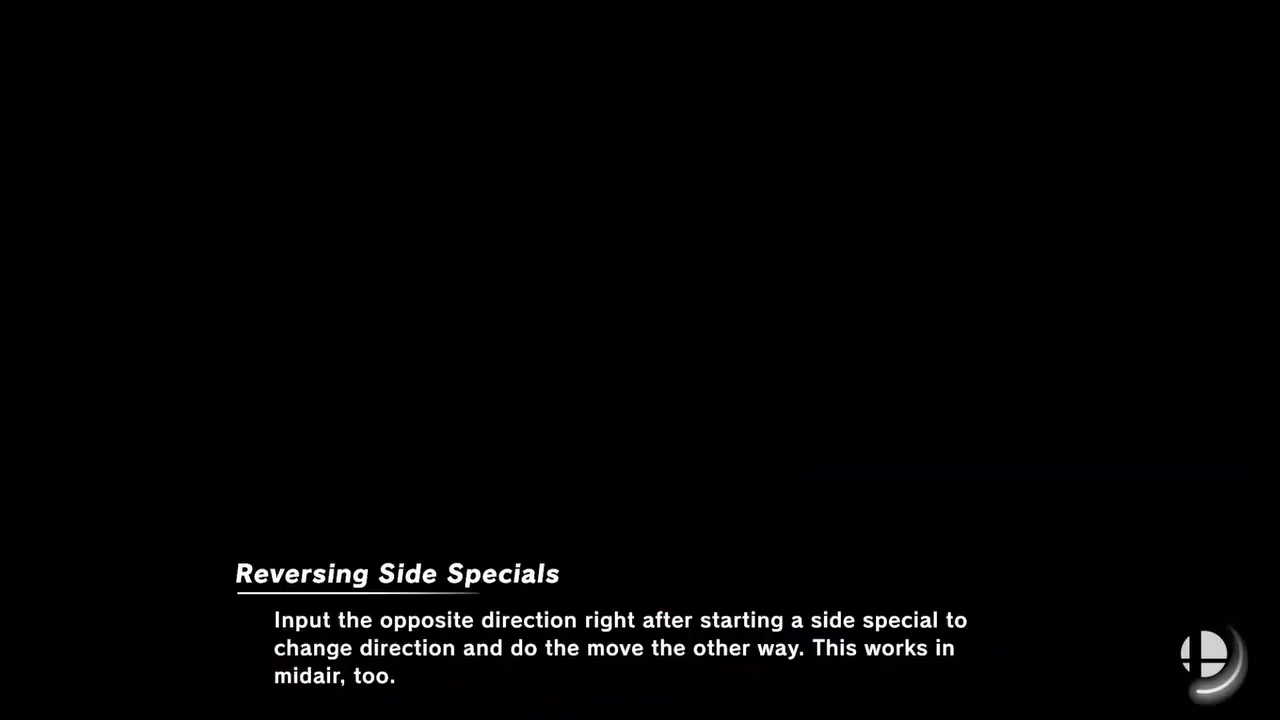 Reversing Side Specials
Input the opposite direction right after starting a side special to
change direction and do the move the other way. This works in
midair, too.